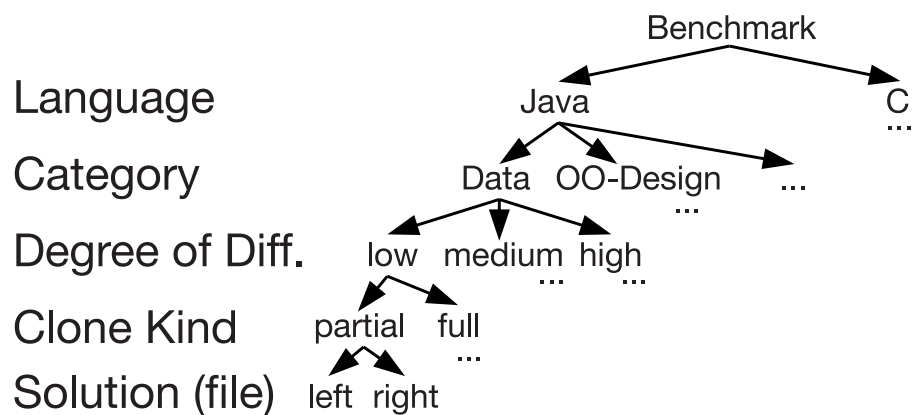 Benchmark
Language Java C
...
Category Data OO-Design ...
...
Degree of Diff. low medium high
... ...
Clone Kind partial full
...
Solution (file) left right